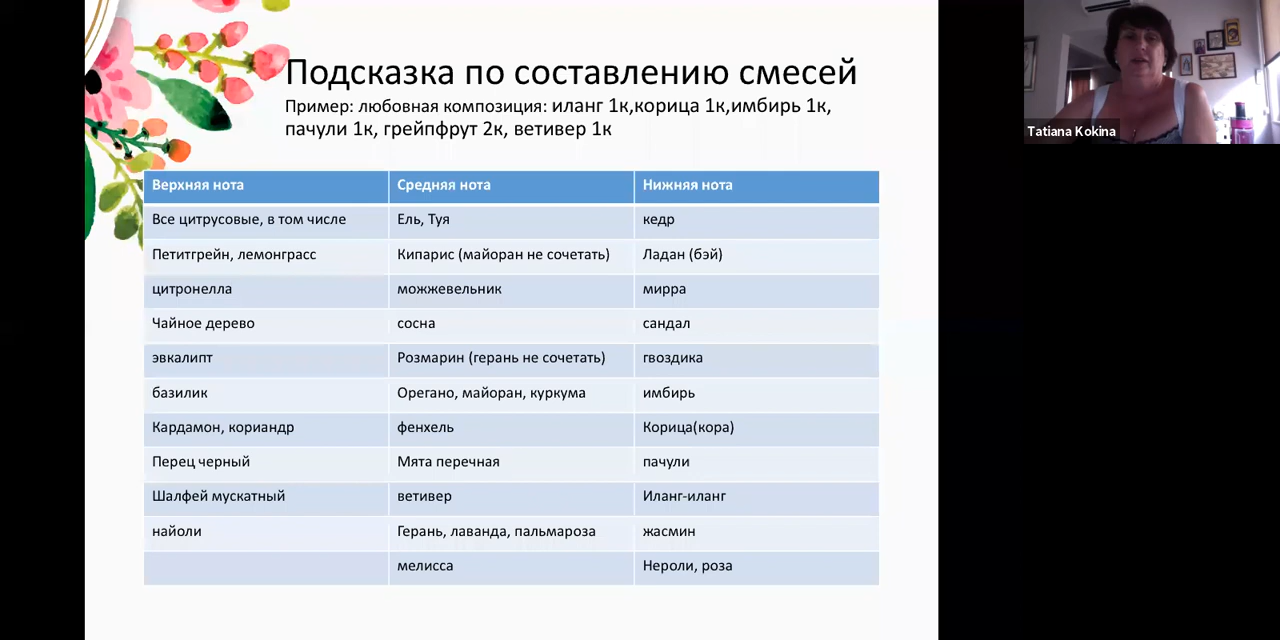 Подсказка по составлению смесей
Пример: любовная композиция: иланг 1к,корица 1к,имбирь 1к,
пачули 1к, грейпфрут 2к, ветивер 1к
Tatiana Kokina
Верхняя нота Средняя нота Нижняя нота
Все цитрусовые, в том числе Ель, Туя кедр
Петитгрейн, лемонграсс Кипарис (майоран не сочетать) Ладан (бэй)
цитронелла можжевельник мирра
Чайное дерево сосна сандал
эвкалипт Розмарин (герань не сочетать) гвоздика
базилик Орегано, майоран, куркума имбирь
Кардамон, кориандр фенхель Корица(кора)
Перец черный Мята перечная пачули
Шалфей мускатный ветивер Иланг-иланг
найоли Герань, лаванда, пальмароза жасмин
мелисса Нероли, роза